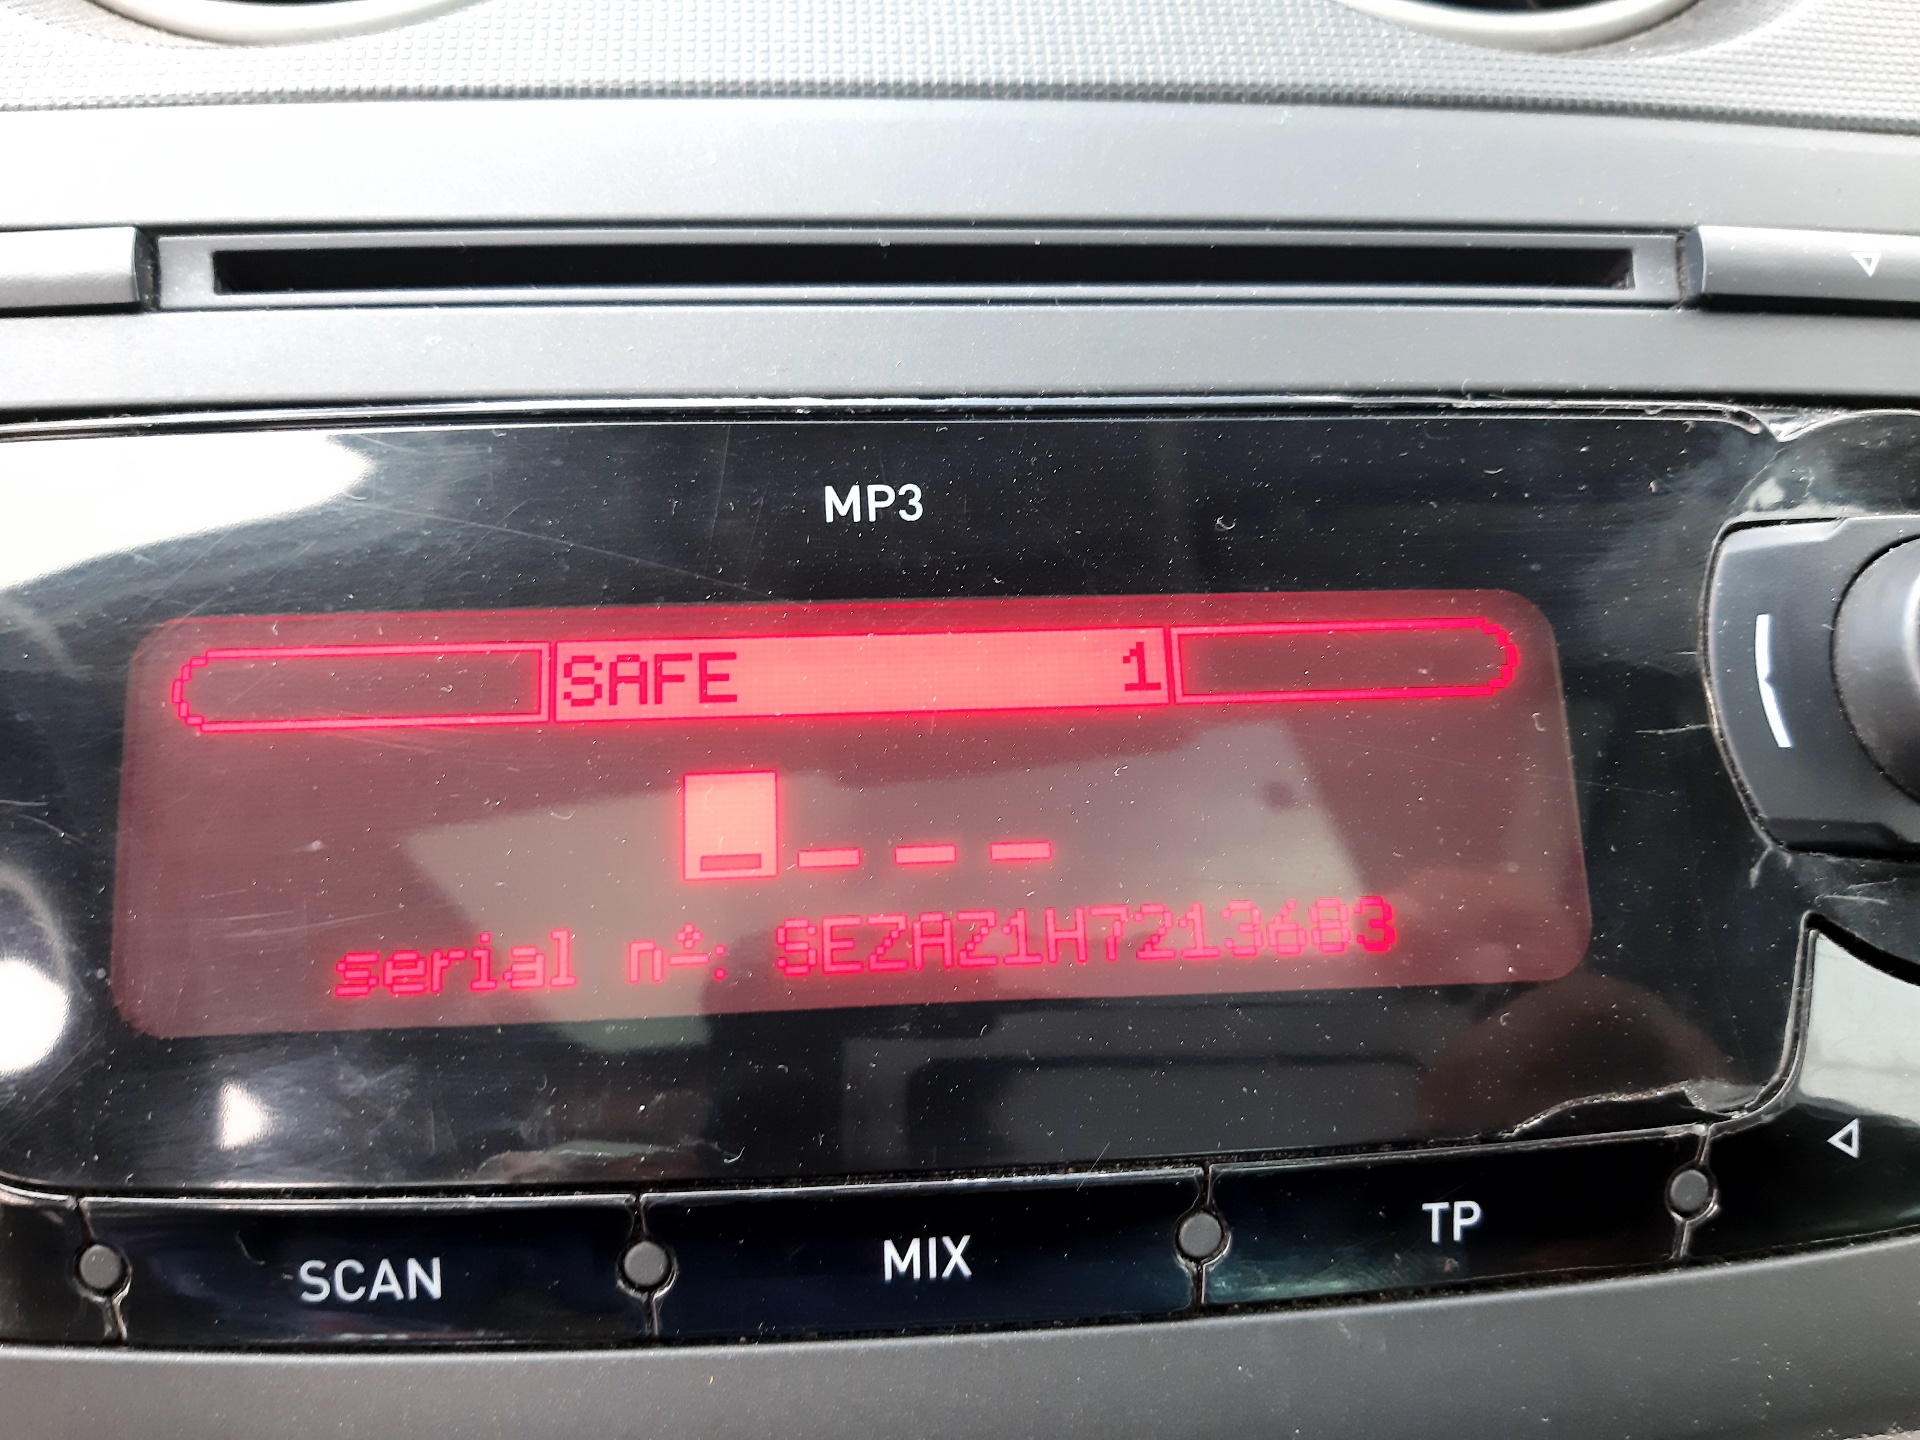 MP3
SAFE 1
_ _ _ _
serial nº: SEZAZ1H7213683
SCAN MIX TP